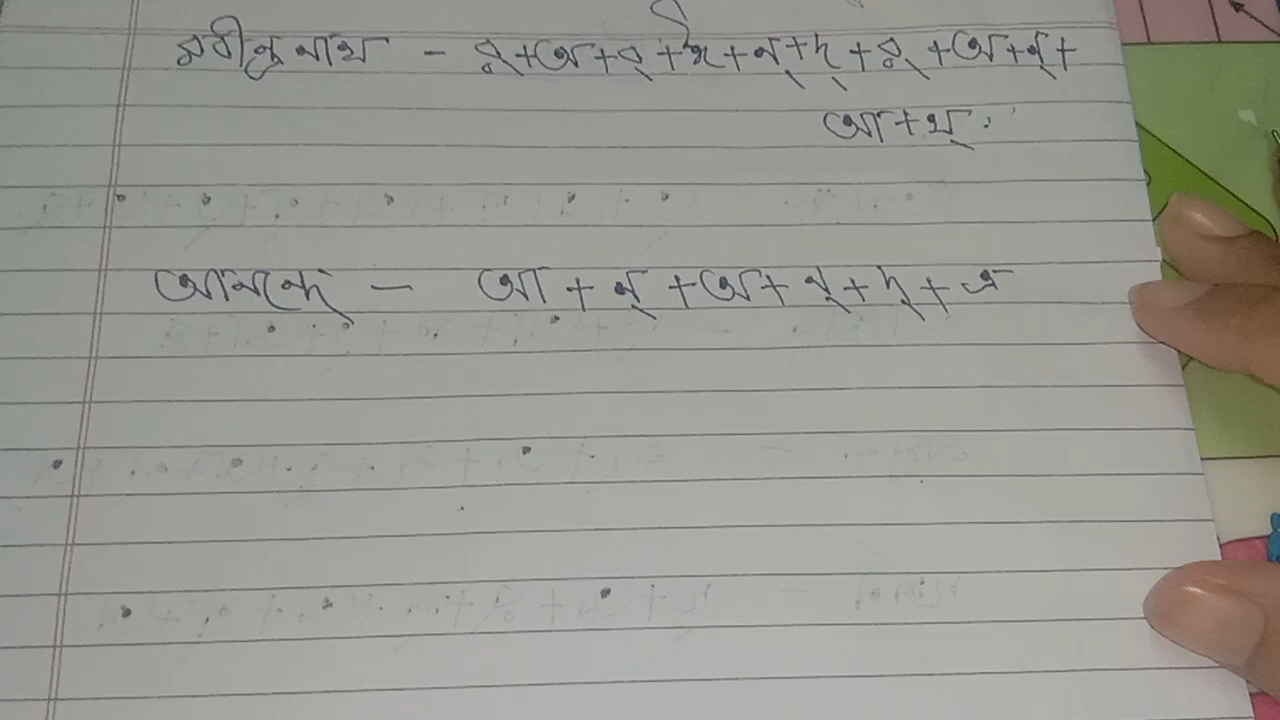 রবীন্দ্রনাথ - র্+অ+ব্+ঈ+ন্+দ্+র্+অ+ন্+
আ+থ্.
আনন্দে - আ+ন্+অ+ন্+দ্+এ